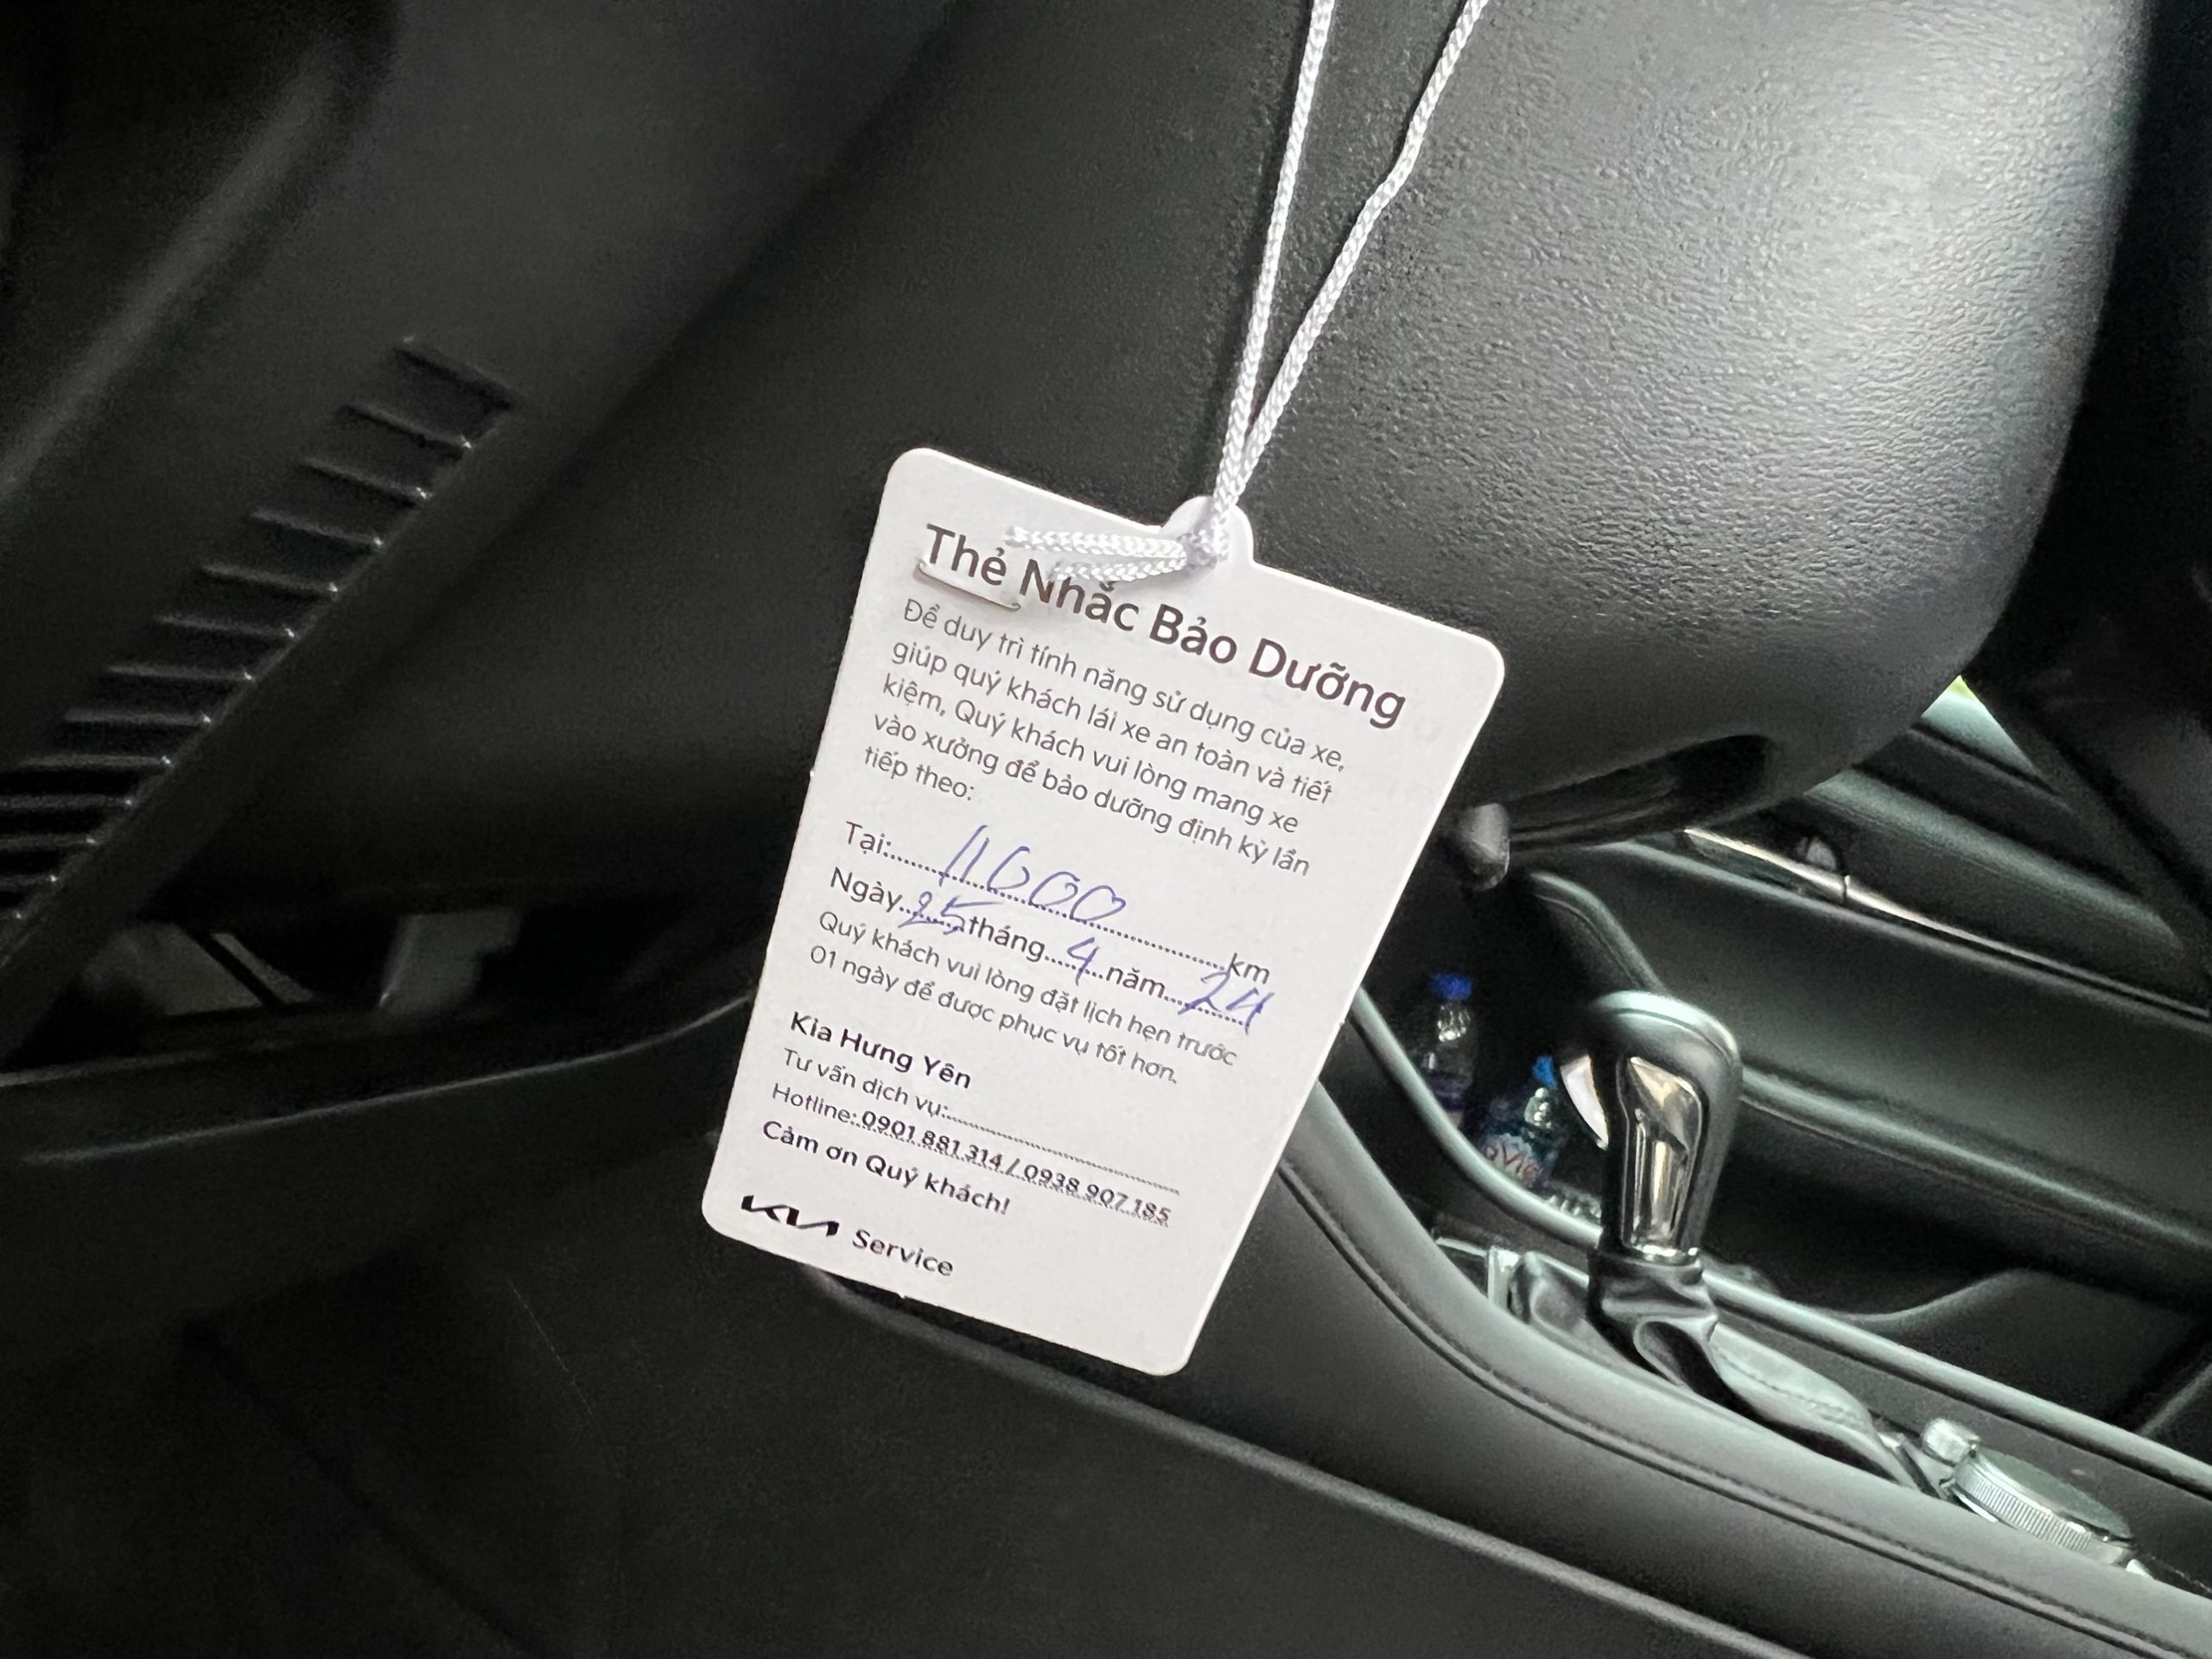 Thẻ Nhắc Bảo Dưỡng
Để duy trì tính năng sử dụng của xe,
giúp quý khách lái xe an toàn và tiết
kiệm, Quý khách vui lòng mang xe
vào xưởng để bảo dưỡng định kỳ lần
tiếp theo:
Tại:....11000....km
Ngày..25..tháng..4..năm..24
Quý khách vui lòng đặt lịch hẹn trước
01 ngày để được phục vụ tốt hơn.
Kia Hưng Yên
Tư vấn dịch vụ:
Hotline: 0901 881 314 / 0938 907 185
Cảm ơn Quý khách!
KIA Service